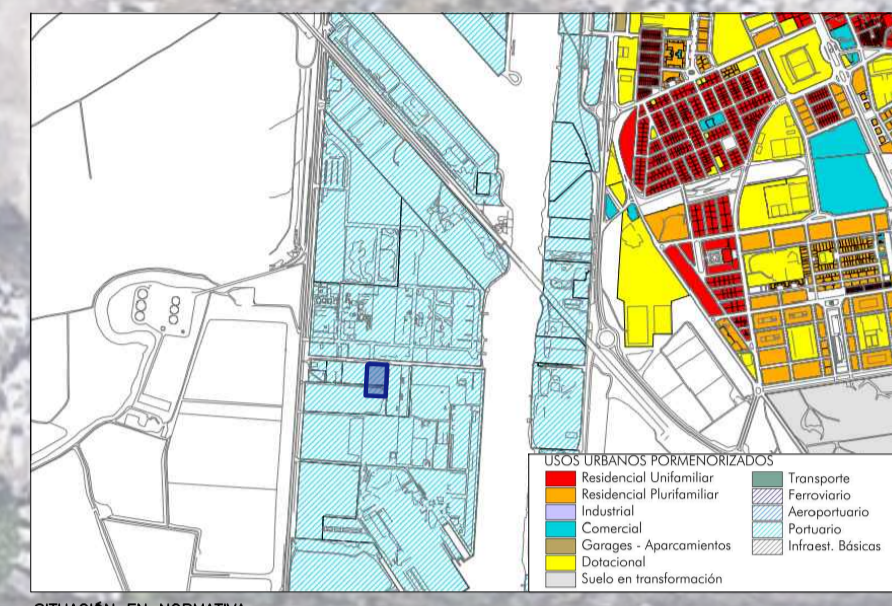 USOS URBANOS PORMENORIZADOS
Residencial Unifamiliar
Residencial Plurifamiliar
Industrial
Comercial
Garages - Aparcamientos
Dotacional
Suelo en transformación
Transporte
Ferroviario
Aeroportuario
Portuario
Infraest. Básicas
SITUACIÓN EN NORMATIVA